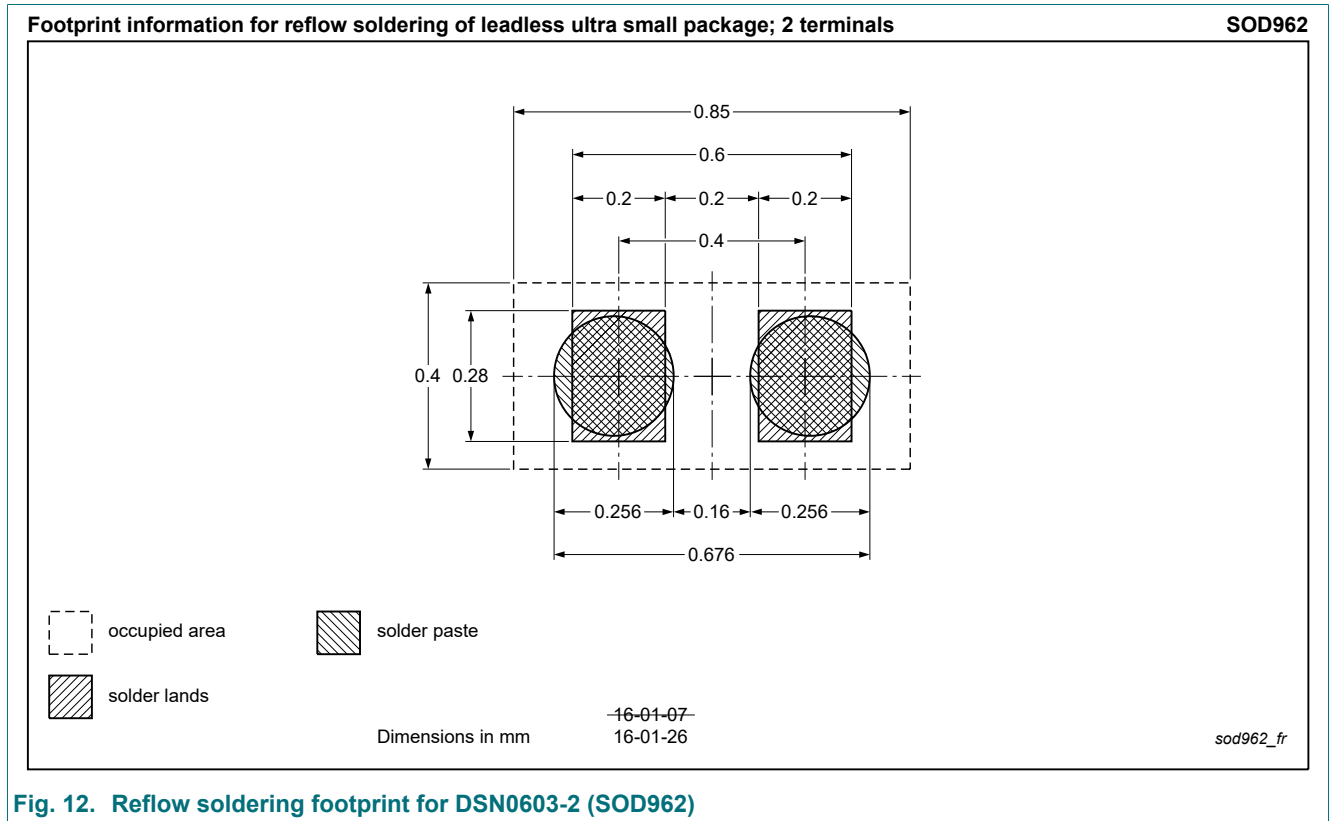 Footprint information for reflow soldering of leadless ultra small package; 2 terminals SOD962
0.85
0.6
0.2 0.2 0.2
0.4
0.4 0.28
0.256 0.16 0.256
0.676
occupied area solder paste
solder lands
16-01-07
Dimensions in mm 16-01-26 sod962_fr
Fig. 12. Reflow soldering footprint for DSN0603-2 (SOD962)